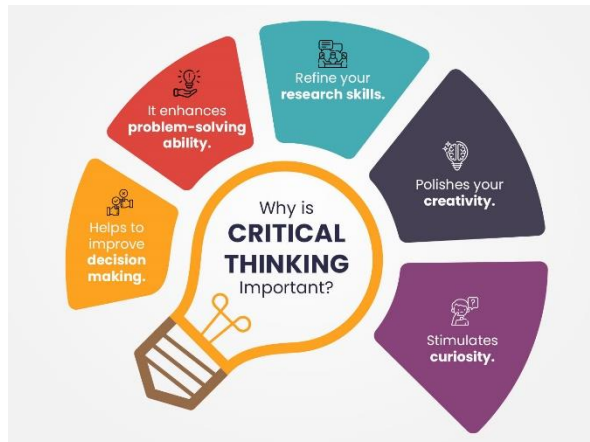 Why is
CRITICAL
THINKING
Important?
Helps to
improve
decision
making.
It enhances
problem-solving
ability.
Refine your
research skills.
Polishes your
creativity.
Stimulates
curiosity.